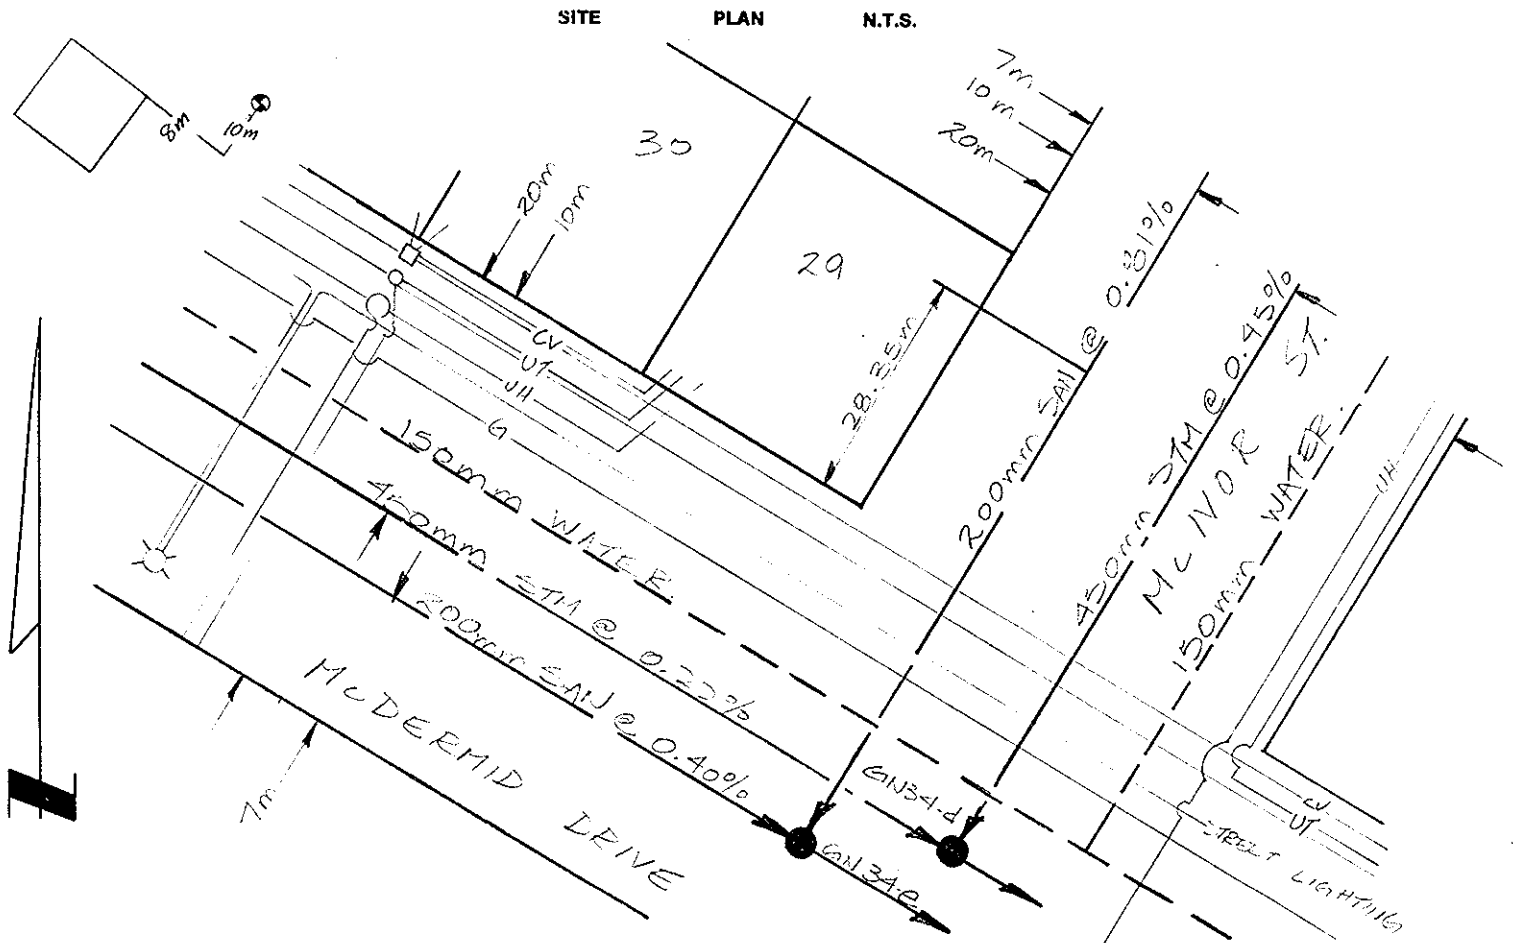 SITE PLAN N.T.S.
7m
10m
20m
8m
10m
30
20m
10m
29
28.85m
CV
UT
UH
G
150mm WATER
450mm STM @ 0.22%
200mm SAN @ 0.40%
200mm SAN @ 0.81%
450mm STM @ 0.45%
McIVOR ST.
150mm WATER
UH
McDERMID DRIVE
7m
GN34-d
GN34-e
CV
UT
STREET LIGHTING